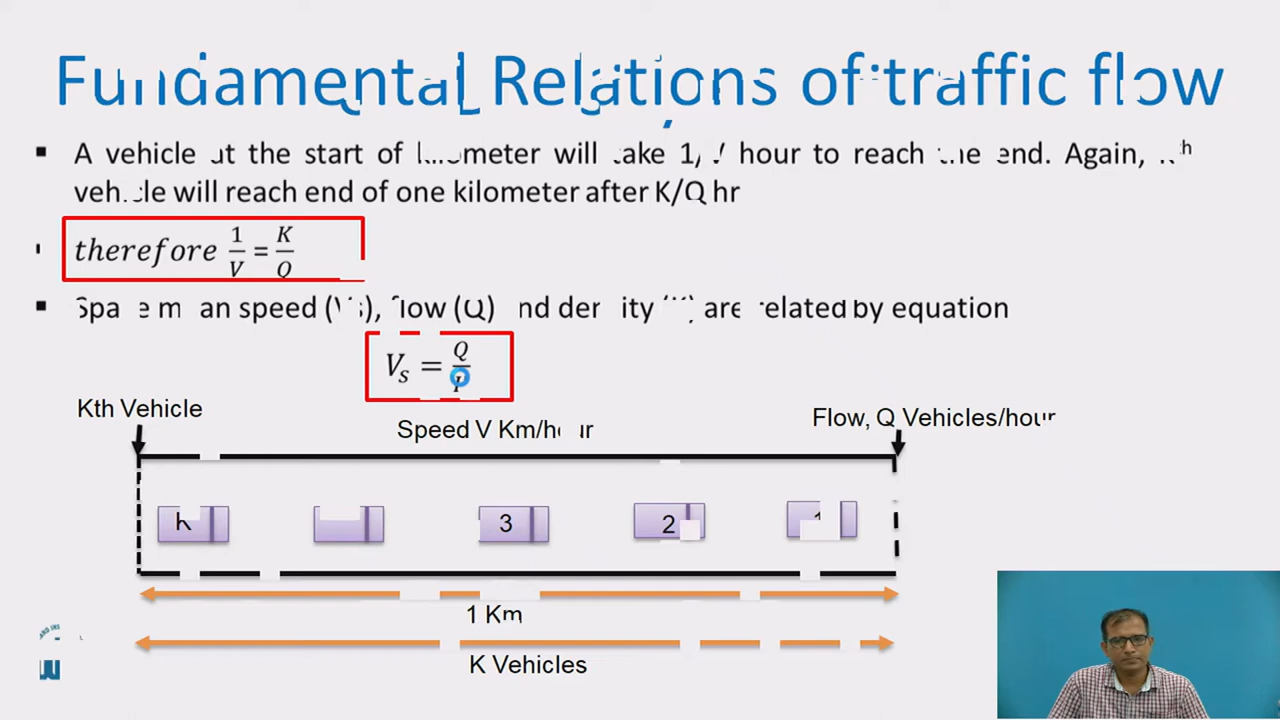 Fundamental Relations of traffic flow
A vehicle at the start of kilometer will take 1/V hour to reach the end. Again,
vehicle will reach end of one kilometer after K/Q hr
therefore 1/V = K/Q
Space mean speed (Vs), flow (Q) and density (K) are related by equation
Vs = Q/
Kth Vehicle
Speed V Km/hour
Flow, Q Vehicles/hour
3 2
1 Km
K Vehicles